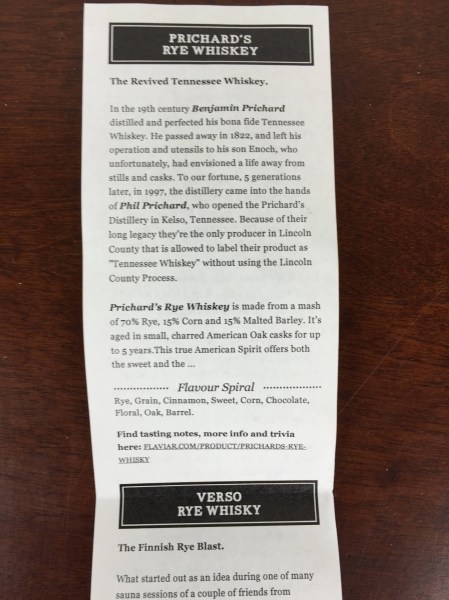 PRICHARD'S
RYE WHISKEY
The Revived Tennessee Whiskey.
In the 19th century Benjamin Prichard
distilled and perfected his bona fide Tennessee
Whiskey. He passed away in 1822, and left his
operation and utensils to his son Enoch, who
unfortunately, had envisioned a life away from
stills and casks. To our fortune, 5 generations
later, in 1997, the distillery came into the hands
of Phil Prichard, who opened the Prichard's
Distillery in Kelso, Tennessee. Because of their
long legacy they're the only producer in Lincoln
County that is allowed to label their product as
"Tennessee Whiskey" without using the Lincoln
County Process.
Prichard's Rye Whiskey is made from a mash
of 70% Rye, 15% Corn and 15% Malted Barley. It's
aged in small, charred American Oak casks for up
to 5 years.This true American Spirit offers both
the sweet and the ...
Flavour Spiral
Rye, Grain, Cinnamon, Sweet, Corn, Chocolate,
Floral, Oak, Barrel.
Find tasting notes, more info and trivia
here: FLAVIAR.COM/PRODUCT/PRICHARDS-RYE-
WHISKY
VERSO
RYE WHISKY
The Finnish Rye Blast.
What started out as an idea during one of many
sauna sessions of a couple of friends from